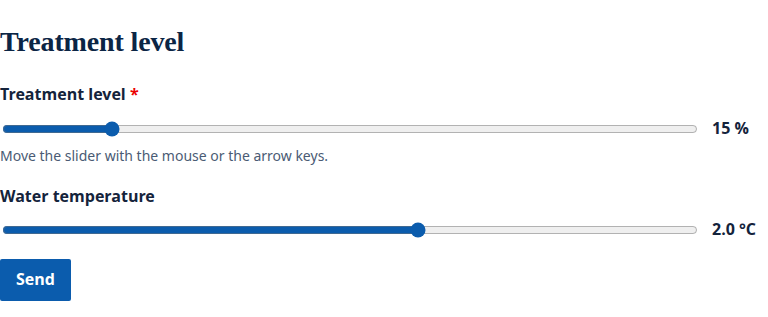 Treatment level
Treatment level *
15 %
Move the slider with the mouse or the arrow keys.
Water temperature
2.0 °C
Send